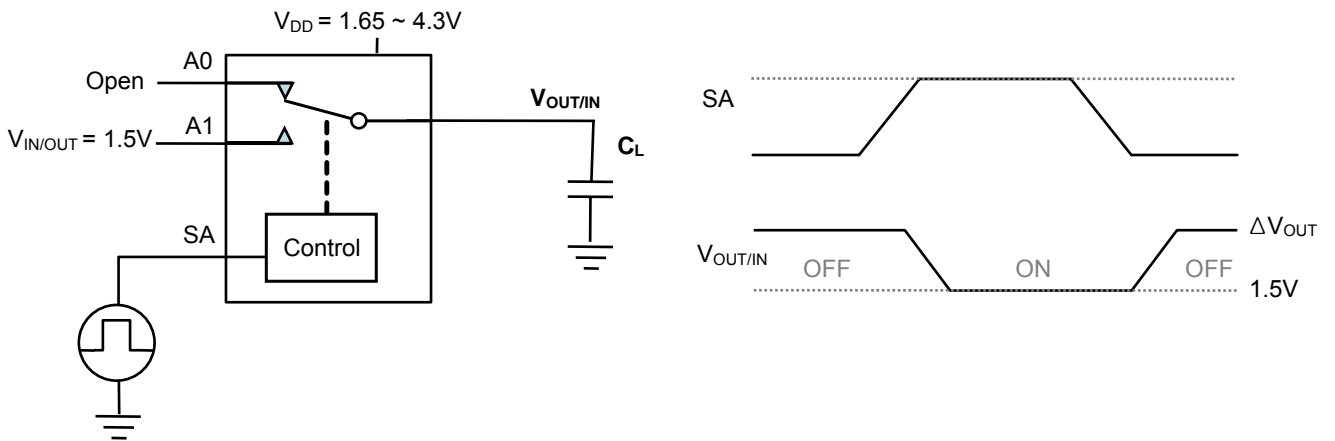 V_DD = 1.65 ~ 4.3V
A0
Open
V_OUT/IN
A1
V_IN/OUT = 1.5V
C_L
SA
Control
SA
V_OUT/IN
OFF
ON
OFF
ΔV_OUT
1.5V